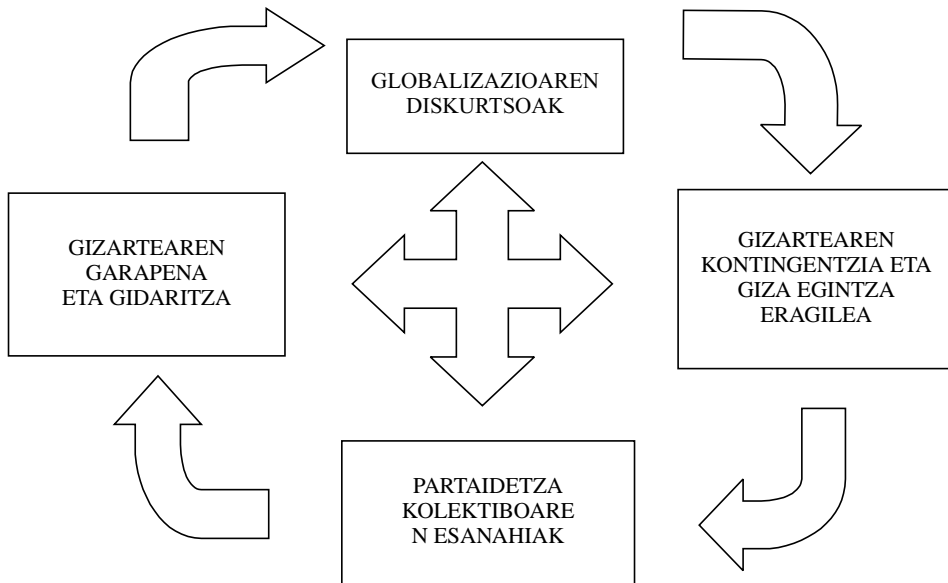 GLOBALIZAZIOAREN
DISKURTSOAK
GIZARTEAREN
GARAPENA
ETA GIDARITZA
GIZARTEAREN
KONTINGENTZIA ETA
GIZA EGINTZA
ERAGILEA
PARTAIDETZA
KOLEKTIBOARE
N ESANAHIAK